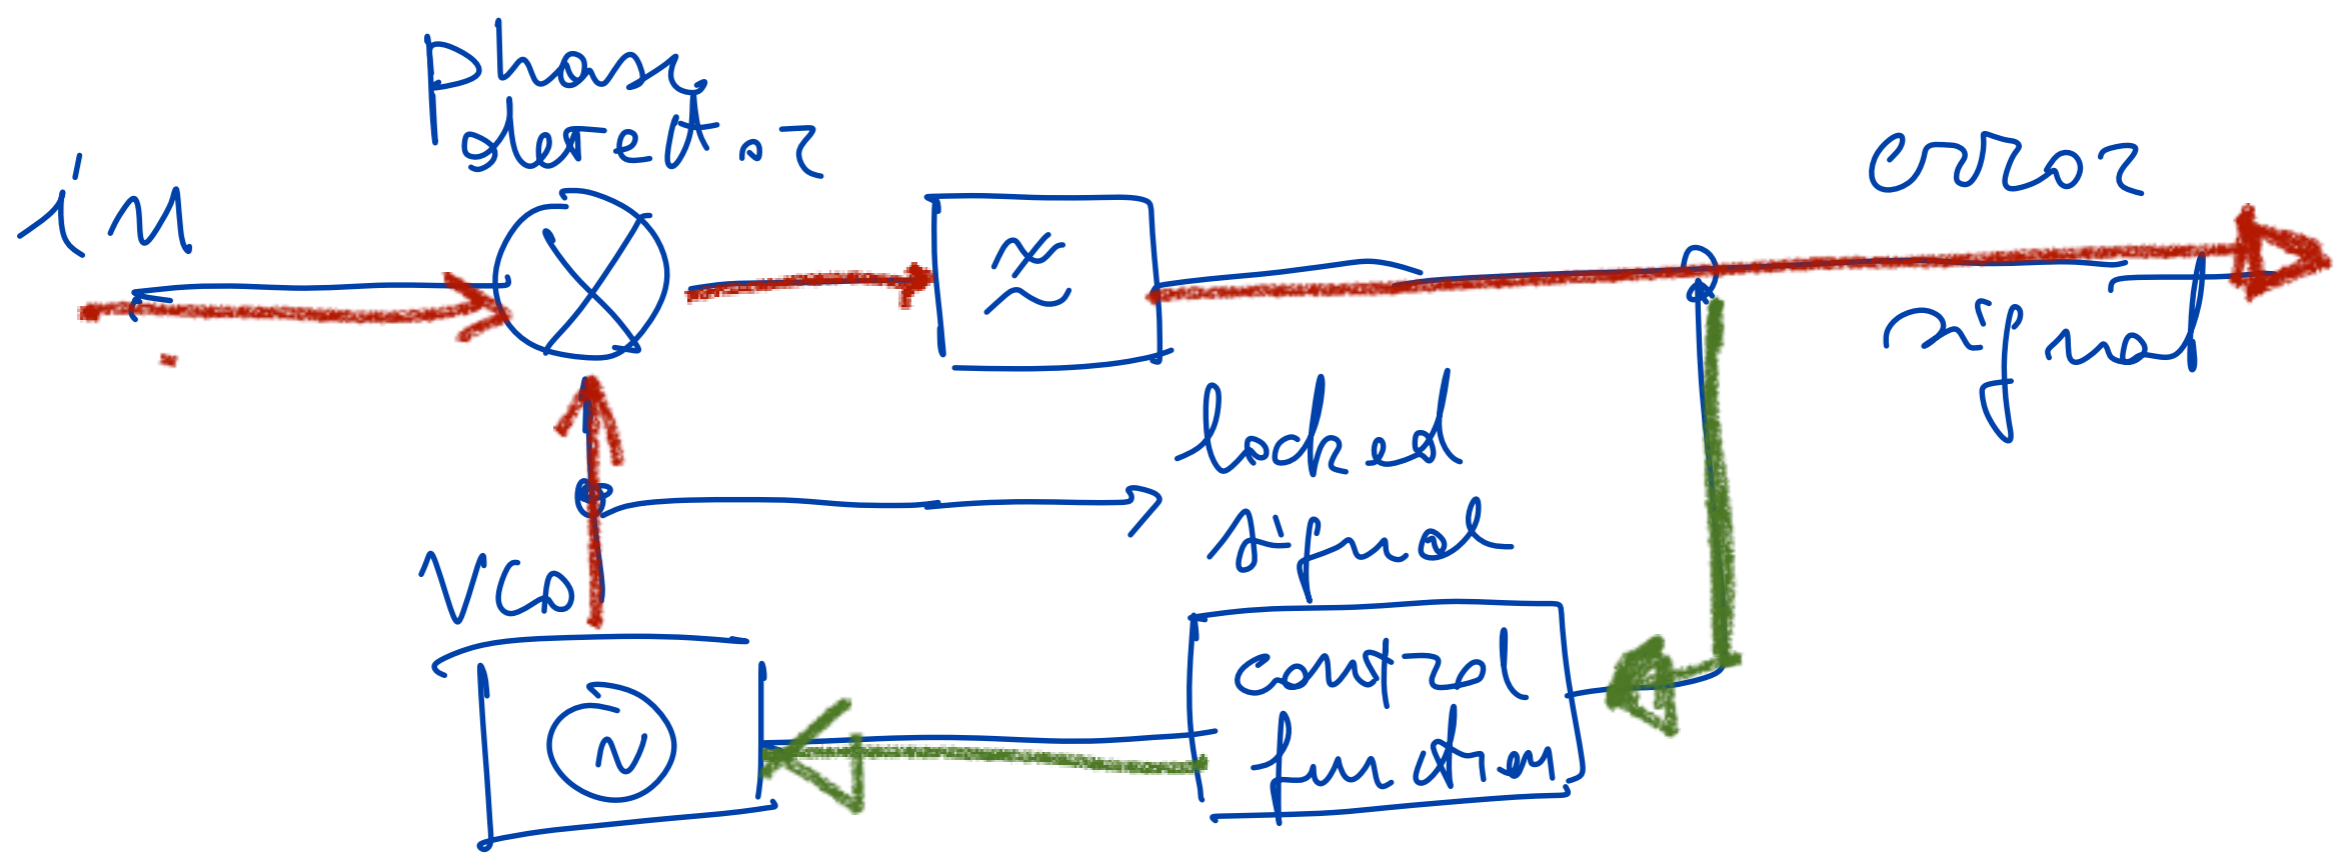 phase
detector
in
error
signal
locked
signal
VCO
control
function